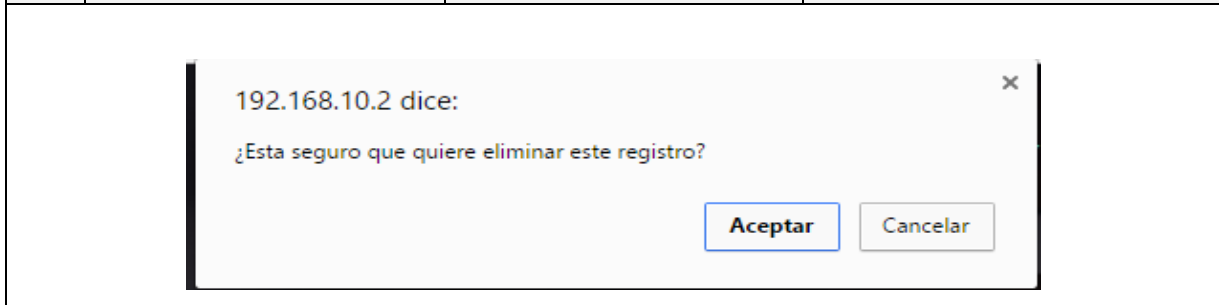 192.168.10.2 dice:
¿Esta seguro que quiere eliminar este registro?
Aceptar
Cancelar